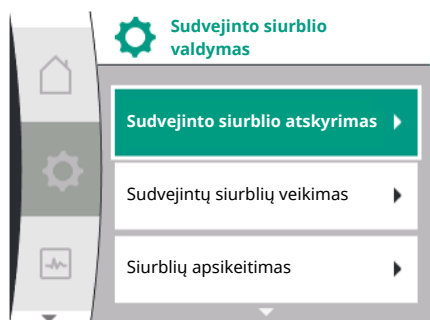 Sudvejinto siurblio
valdymas
Sudvejinto siurblio atskyrimas
Sudvejintų siurblių veikimas
Siurblių apsikeitimas